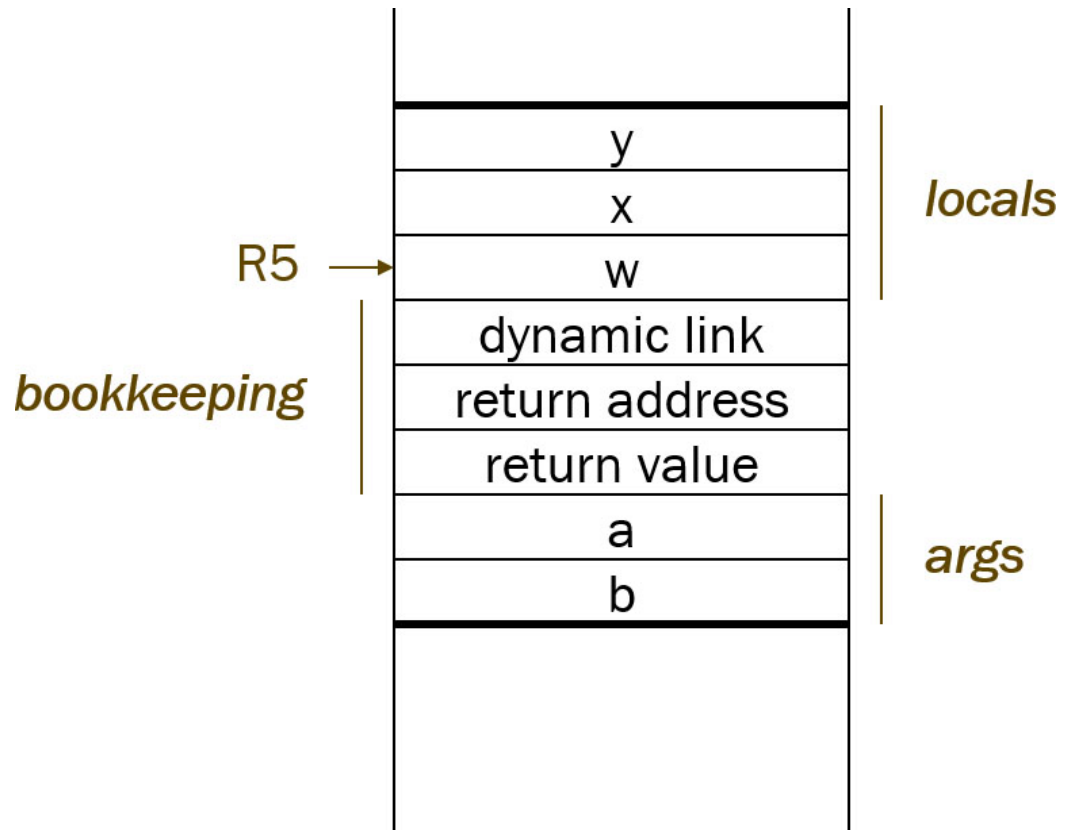 y
x
locals
R5
w
dynamic link
bookkeeping
return address
return value
a
args
b